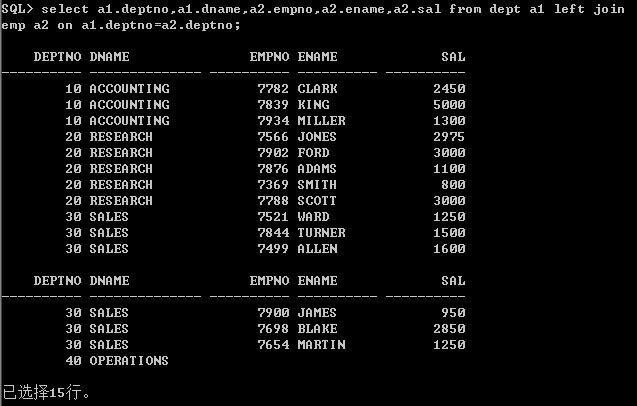 SQL> select a1.deptno,a1.dname,a2.empno,a2.ename,a2.sal from dept a1 left join
emp a2 on a1.deptno=a2.deptno;
DEPTNO DNAME EMPNO ENAME SAL
---------- -------------- ---------- ---------- ----------
10 ACCOUNTING 7782 CLARK 2450
10 ACCOUNTING 7839 KING 5000
10 ACCOUNTING 7934 MILLER 1300
20 RESEARCH 7566 JONES 2975
20 RESEARCH 7902 FORD 3000
20 RESEARCH 7876 ADAMS 1100
20 RESEARCH 7369 SMITH 800
20 RESEARCH 7788 SCOTT 3000
30 SALES 7521 WARD 1250
30 SALES 7844 TURNER 1500
30 SALES 7499 ALLEN 1600
DEPTNO DNAME EMPNO ENAME SAL
---------- -------------- ---------- ---------- ----------
30 SALES 7900 JAMES 950
30 SALES 7698 BLAKE 2850
30 SALES 7654 MARTIN 1250
40 OPERATIONS
已选择15行。